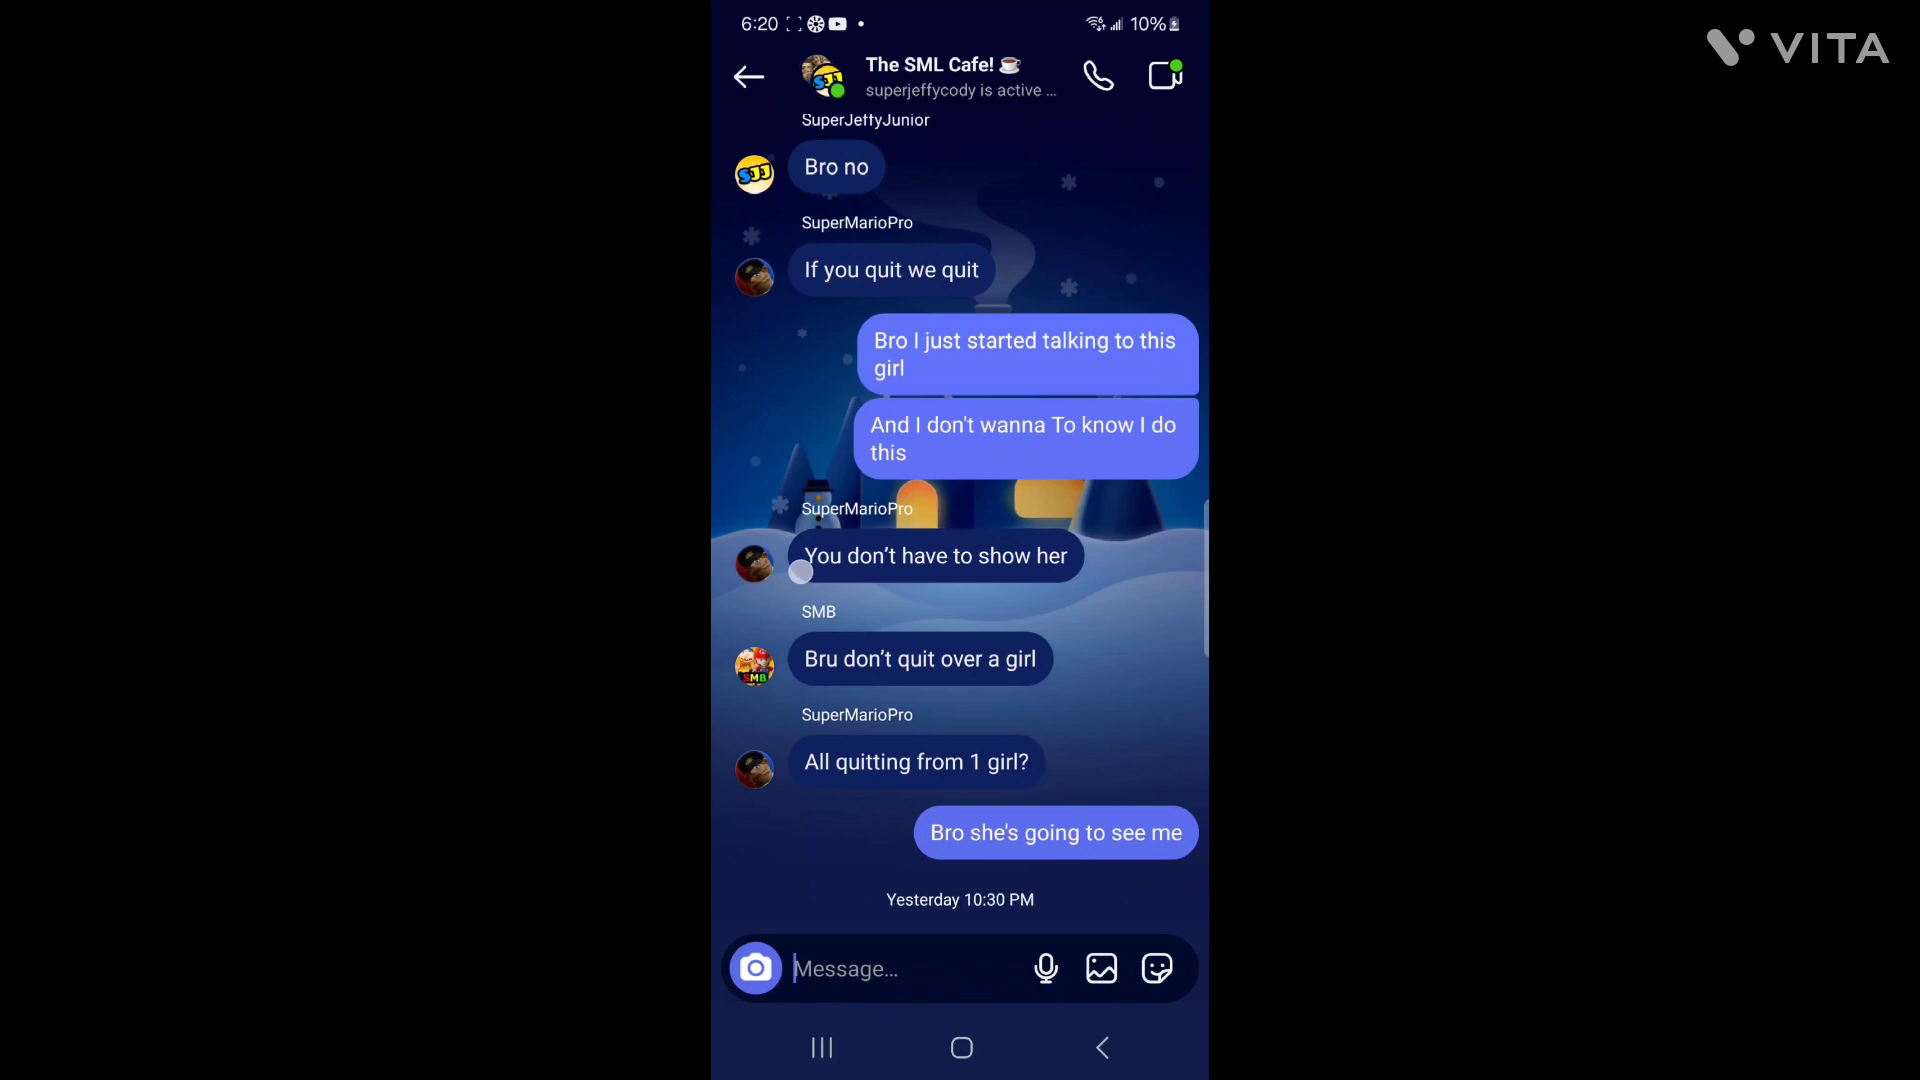 6:20
10%
VITA
The SML Cafe! ☕
superjeffycody is active ...
SuperJeffyJunior
SJJ
Bro no
SuperMarioPro
If you quit we quit
Bro I just started talking to this
girl
And I don't wanna To know I do
this
SuperMarioPro
You don’t have to show her
SMB
Bru don’t quit over a girl
SMB
SuperMarioPro
All quitting from 1 girl?
Bro she's going to see me
Yesterday 10:30 PM
Message...